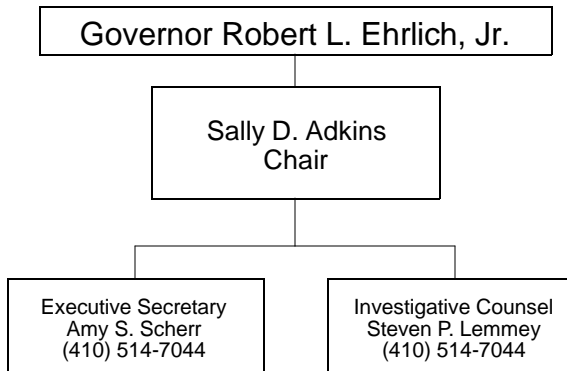 Governor Robert L. Ehrlich, Jr.
Sally D. Adkins
Chair
Executive Secretary
Amy S. Scherr
(410) 514-7044
Investigative Counsel
Steven P. Lemmey
(410) 514-7044